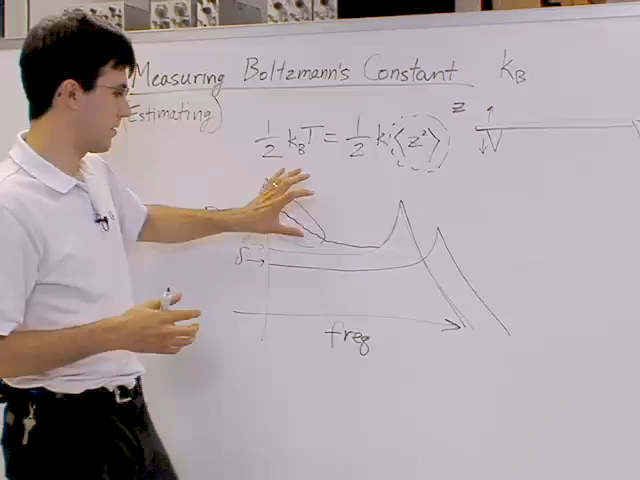 Measuring Boltzmann's Constant k_B
(Estimating)
z
1/2 k_B T = 1/2 k <z²>
δ
freq